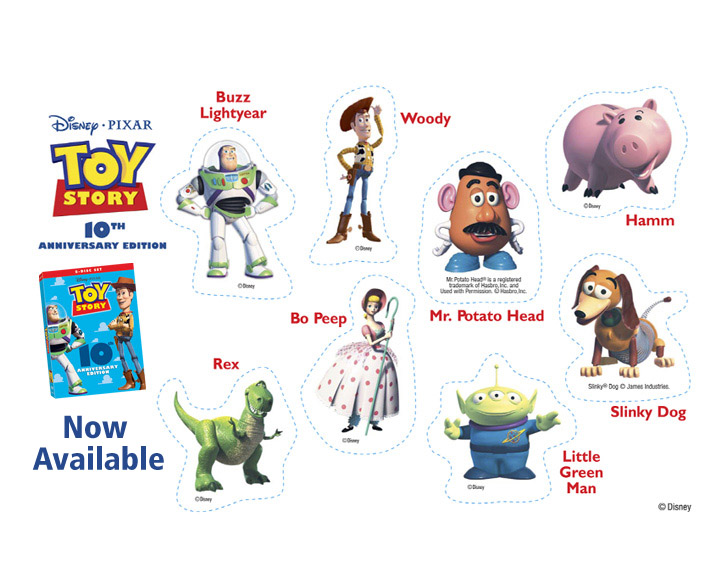 Disney · PIXAR
TOY
STORY
10TH
ANNIVERSARY EDITION
2-DISC SET
TOY
STORY
10th
ANNIVERSARY
EDITION
Now
Available
Buzz
Lightyear
©Disney
Woody
©Disney
Mr. Potato Head® is a registered
trademark of Hasbro, Inc. and
Used with Permission. © Hasbro, Inc.
Mr. Potato Head
©Disney
Hamm
Bo Peep
©Disney
Rex
©Disney
©Disney
Little
Green
Man
Slinky® Dog © James Industries.
Slinky Dog
© Disney